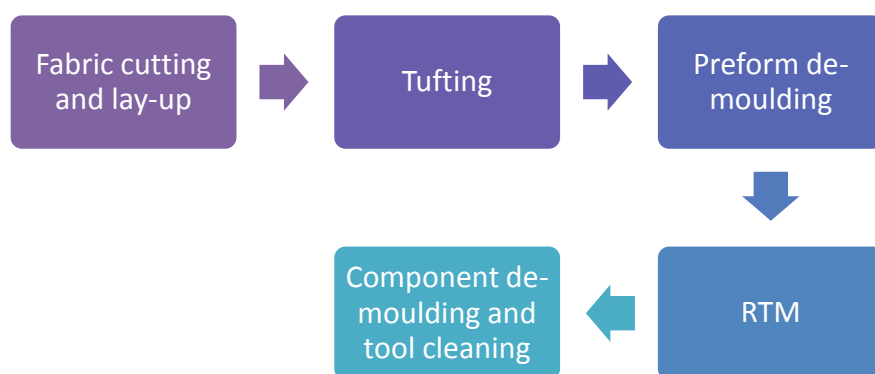 Fabric cutting
and lay-up
Tufting
Preform de-
moulding
RTM
Component de-
moulding and
tool cleaning